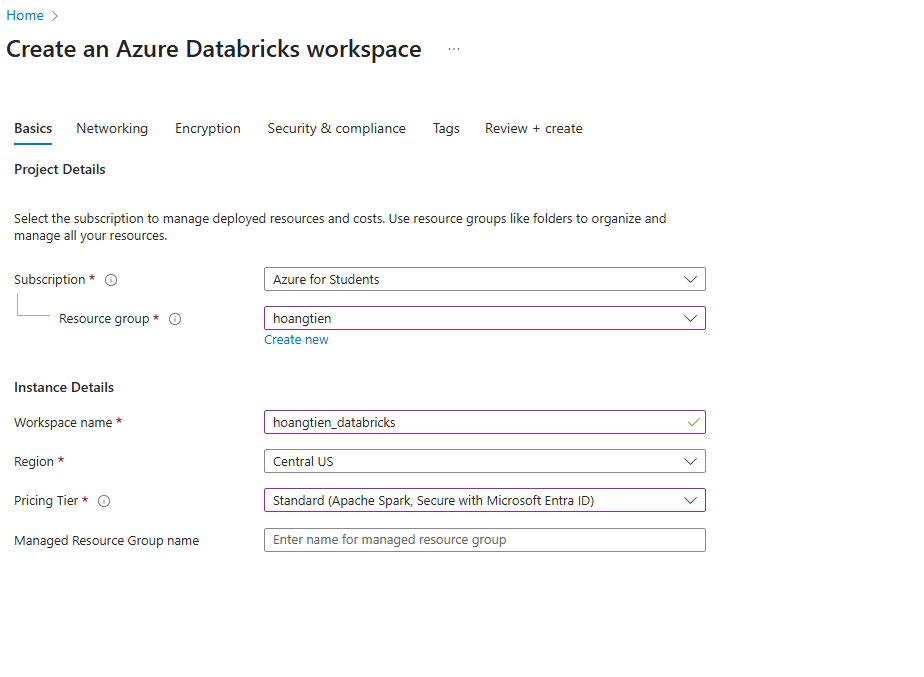 Home
Create an Azure Databricks workspace ...
Basics Networking Encryption Security & compliance Tags Review + create
Project Details
Select the subscription to manage deployed resources and costs. Use resource groups like folders to organize and
manage all your resources.
Subscription * Azure for Students
Resource group * hoangtien
Create new
Instance Details
Workspace name * hoangtien_databricks
Region * Central US
Pricing Tier * Standard (Apache Spark, Secure with Microsoft Entra ID)
Managed Resource Group name Enter name for managed resource group